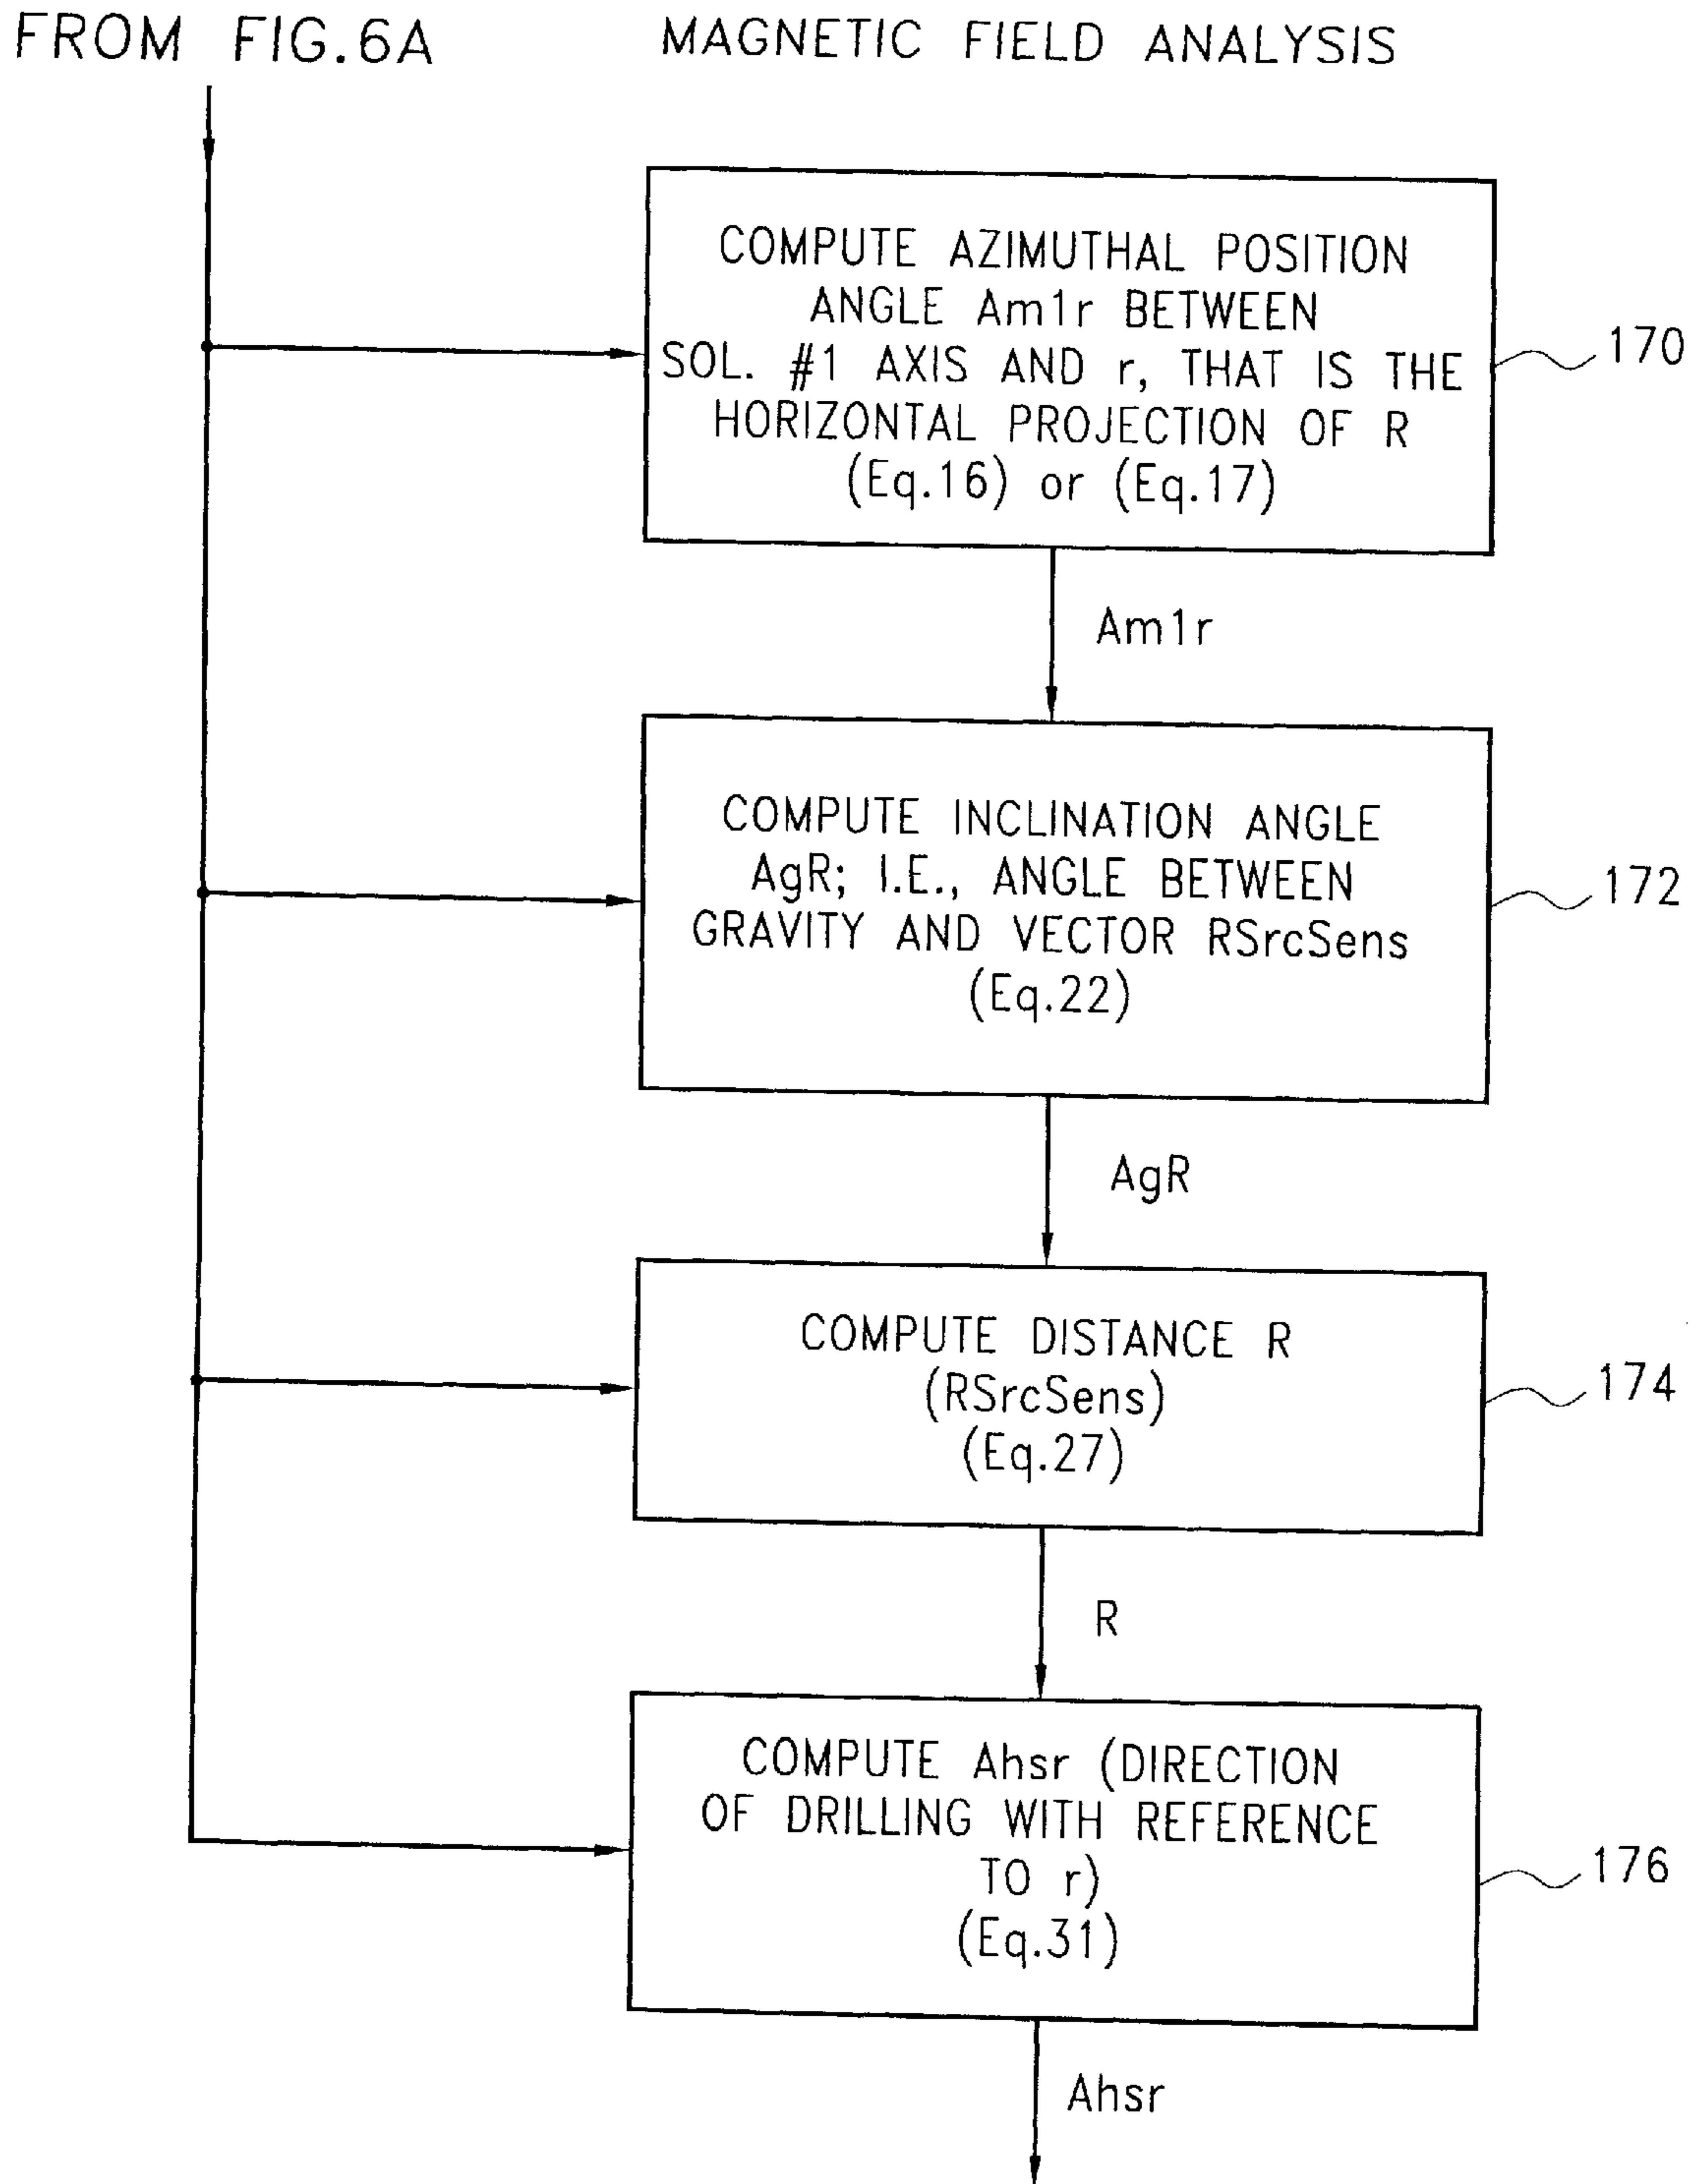 FROM FIG.6A
MAGNETIC FIELD ANALYSIS
COMPUTE AZIMUTHAL POSITION
ANGLE Am1r BETWEEN
SOL. #1 AXIS AND r, THAT IS THE
HORIZONTAL PROJECTION OF R
(Eq.16) or (Eq.17)
170
Am1r
COMPUTE INCLINATION ANGLE
AgR; I.E., ANGLE BETWEEN
GRAVITY AND VECTOR RSrcSens
(Eq.22)
172
AgR
COMPUTE DISTANCE R
(RSrcSens)
(Eq.27)
174
R
COMPUTE Ahsr (DIRECTION
OF DRILLING WITH REFERENCE
TO r)
(Eq.31)
176
Ahsr